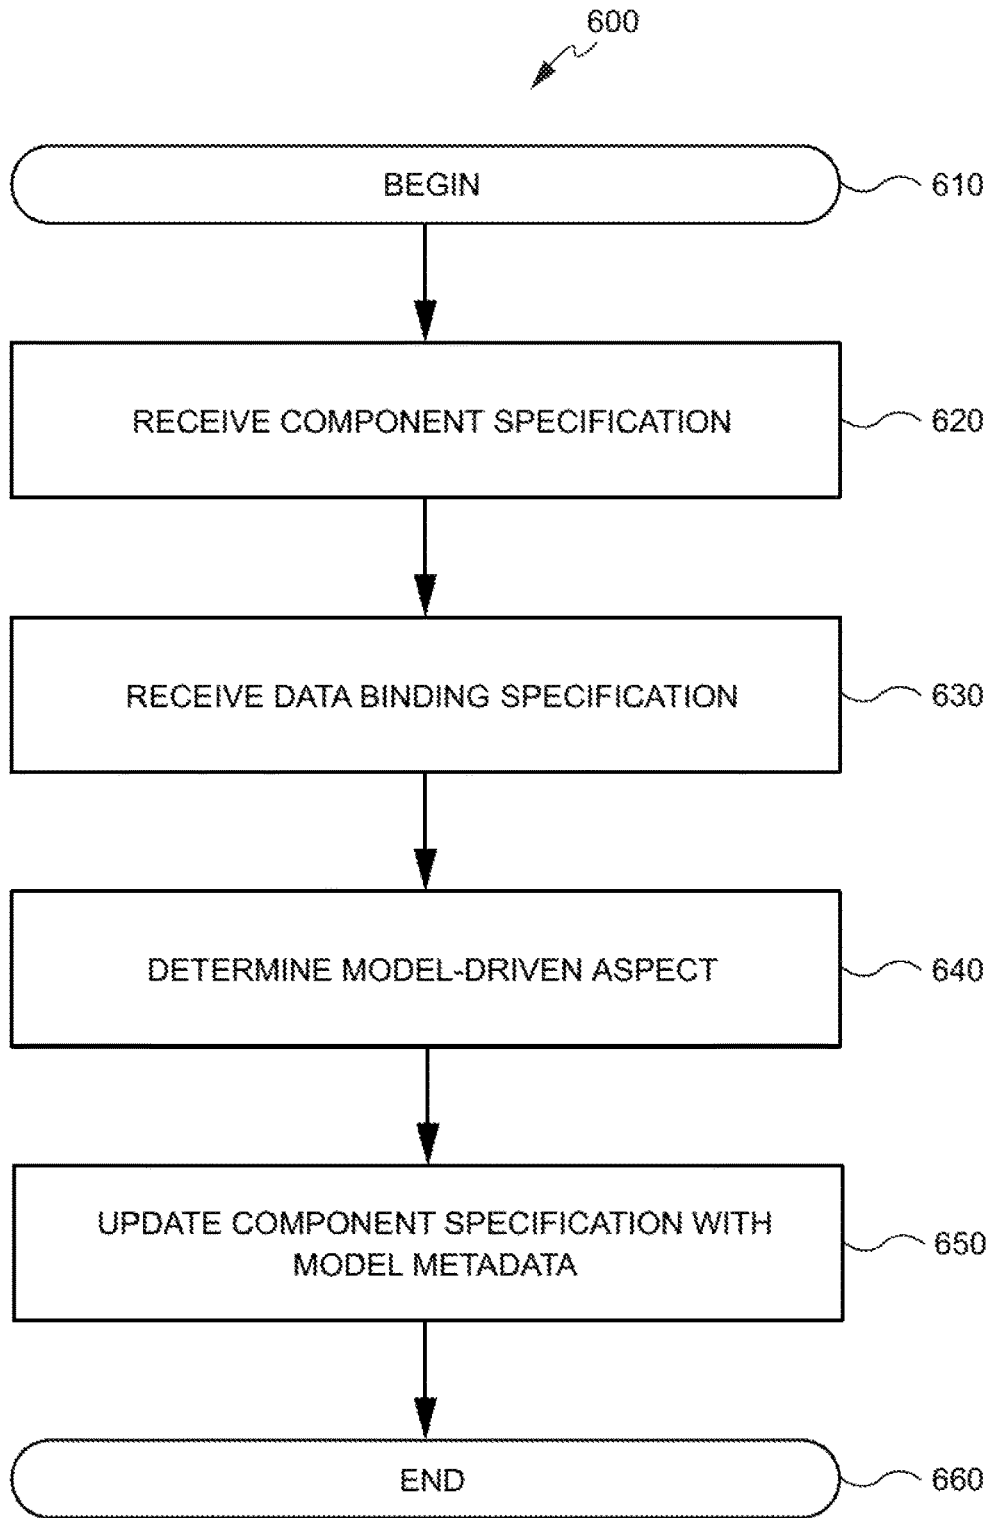 600
BEGIN
610
RECEIVE COMPONENT SPECIFICATION
620
RECEIVE DATA BINDING SPECIFICATION
630
DETERMINE MODEL-DRIVEN ASPECT
640
UPDATE COMPONENT SPECIFICATION WITH
MODEL METADATA
650
END
660